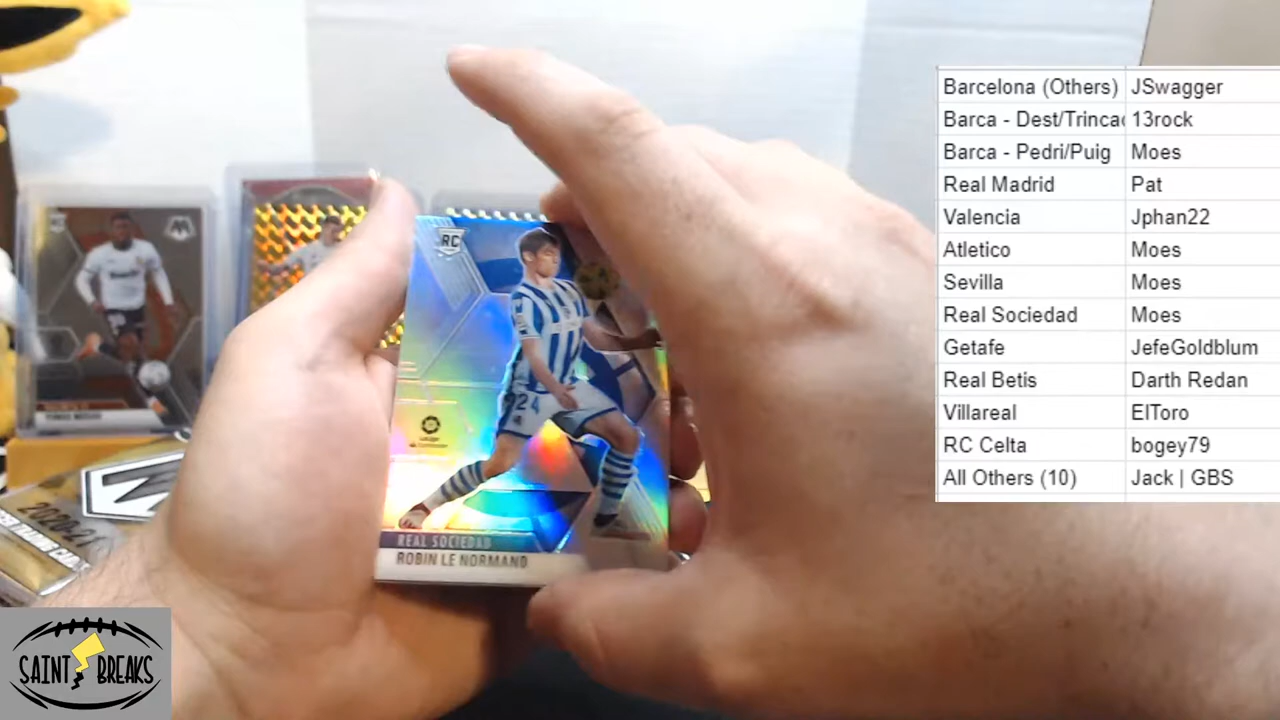 Barcelona (Others) JSwagger
Barca - Dest/Trincao 13rock
Barca - Pedri/Puig Moes
Real Madrid Pat
Valencia Jphan22
Atletico Moes
Sevilla Moes
Real Sociedad Moes
Getafe JefeGoldblum
Real Betis Darth Redan
Villareal ElToro
RC Celta bogey79
All Others (10) Jack | GBS
RC
24
LaLiga
REAL SOCIEDAD
ROBIN LE NORMAND
2020-21
SAINT BREAKS